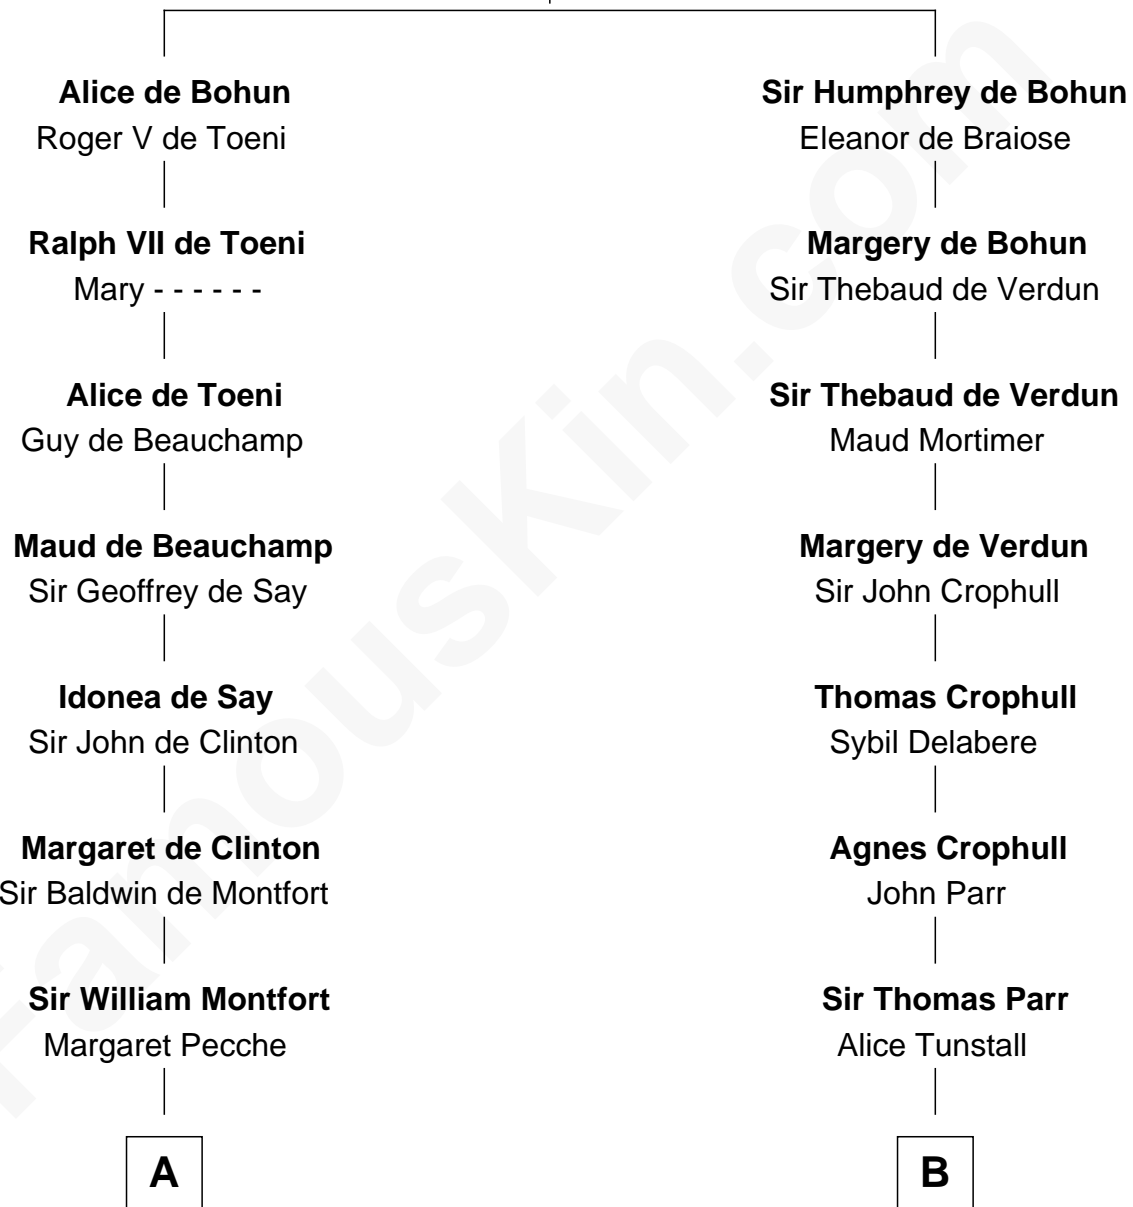 Alice de Bohun
Roger V de Toeni
Ralph VII de Toeni
Mary - - - - - -
Alice de Toeni
Guy de Beauchamp
Maud de Beauchamp
Sir Geoffrey de Say
Idonea de Say
Sir John de Clinton
Margaret de Clinton
Sir Baldwin de Montfort
Sir William Montfort
Margaret Pecche
A
Sir Humphrey de Bohun
Eleanor de Braiose
Margery de Bohun
Sir Thebaud de Verdun
Sir Thebaud de Verdun
Maud Mortimer
Margery de Verdun
Sir John Crophull
Thomas Crophull
Sybil Delabere
Agnes Crophull
John Parr
Sir Thomas Parr
Alice Tunstall
B
FamousKin.com